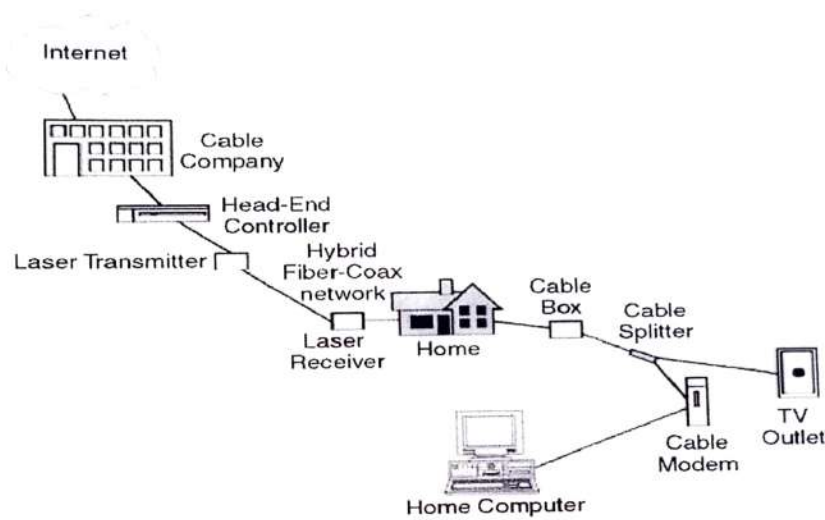 Internet
Cable
Company
Head-End
Controller
Laser Transmitter
Hybrid
Fiber-Coax
network
Laser
Receiver
Home
Cable
Box
Cable
Splitter
TV
Outlet
Cable
Modem
Home Computer